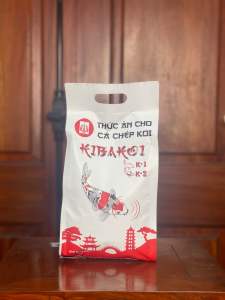 THỨC ĂN CHO
CÁ CHÉP KOI
KIBAKOI
K-1
K-2